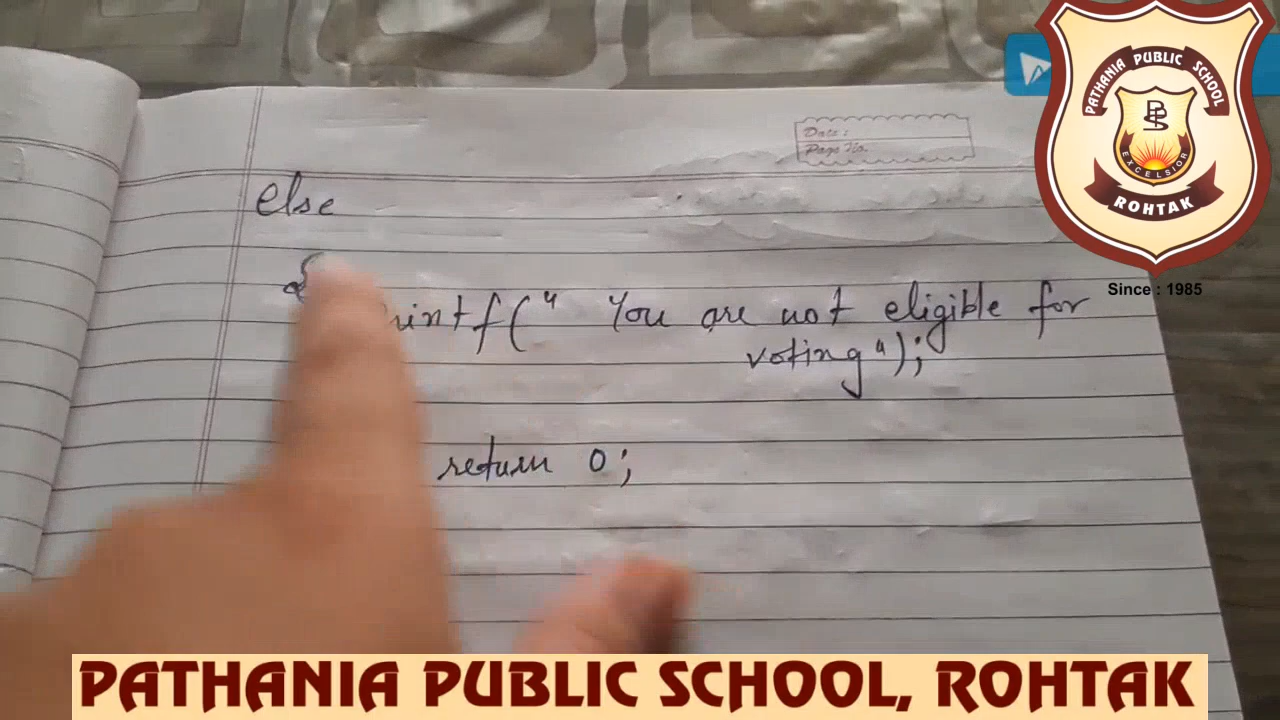 PATHANIA PUBLIC SCHOOL
PBS
EXCELSIOR
ROHTAK
Since : 1985
Date :
Page No.
else
{
printf(" You are not eligible for
voting");
return 0;
PATHANIA PUBLIC SCHOOL, ROHTAK